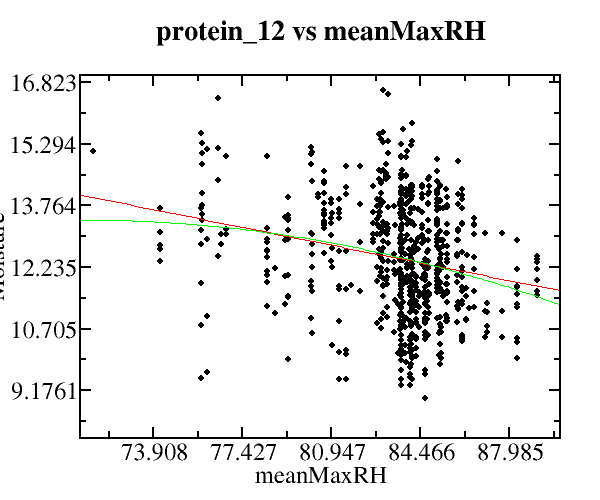 protein_12 vs meanMaxRH
16.823
15.294
13.764
12.235
10.705
9.1761
73.908 77.427 80.947 84.466 87.985
meanMaxRH